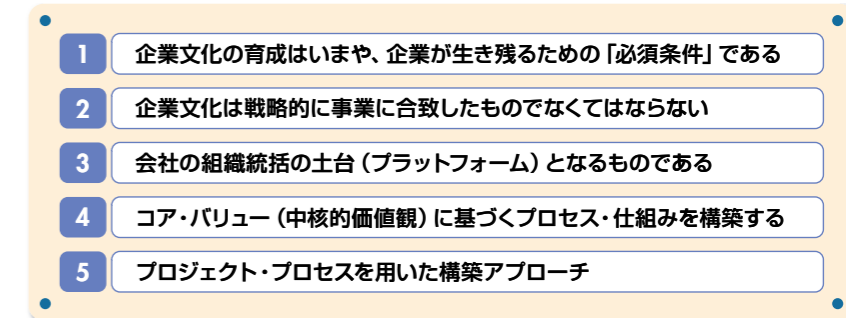 1 企業文化の育成はいまや、企業が生き残るための「必須条件」である
2 企業文化は戦略的に事業に合致したものでなくてはならない
3 会社の組織統括の土台（プラットフォーム）となるものである
4 コア・バリュー（中核的価値観）に基づくプロセス・仕組みを構築する
5 プロジェクト・プロセスを用いた構築アプローチ